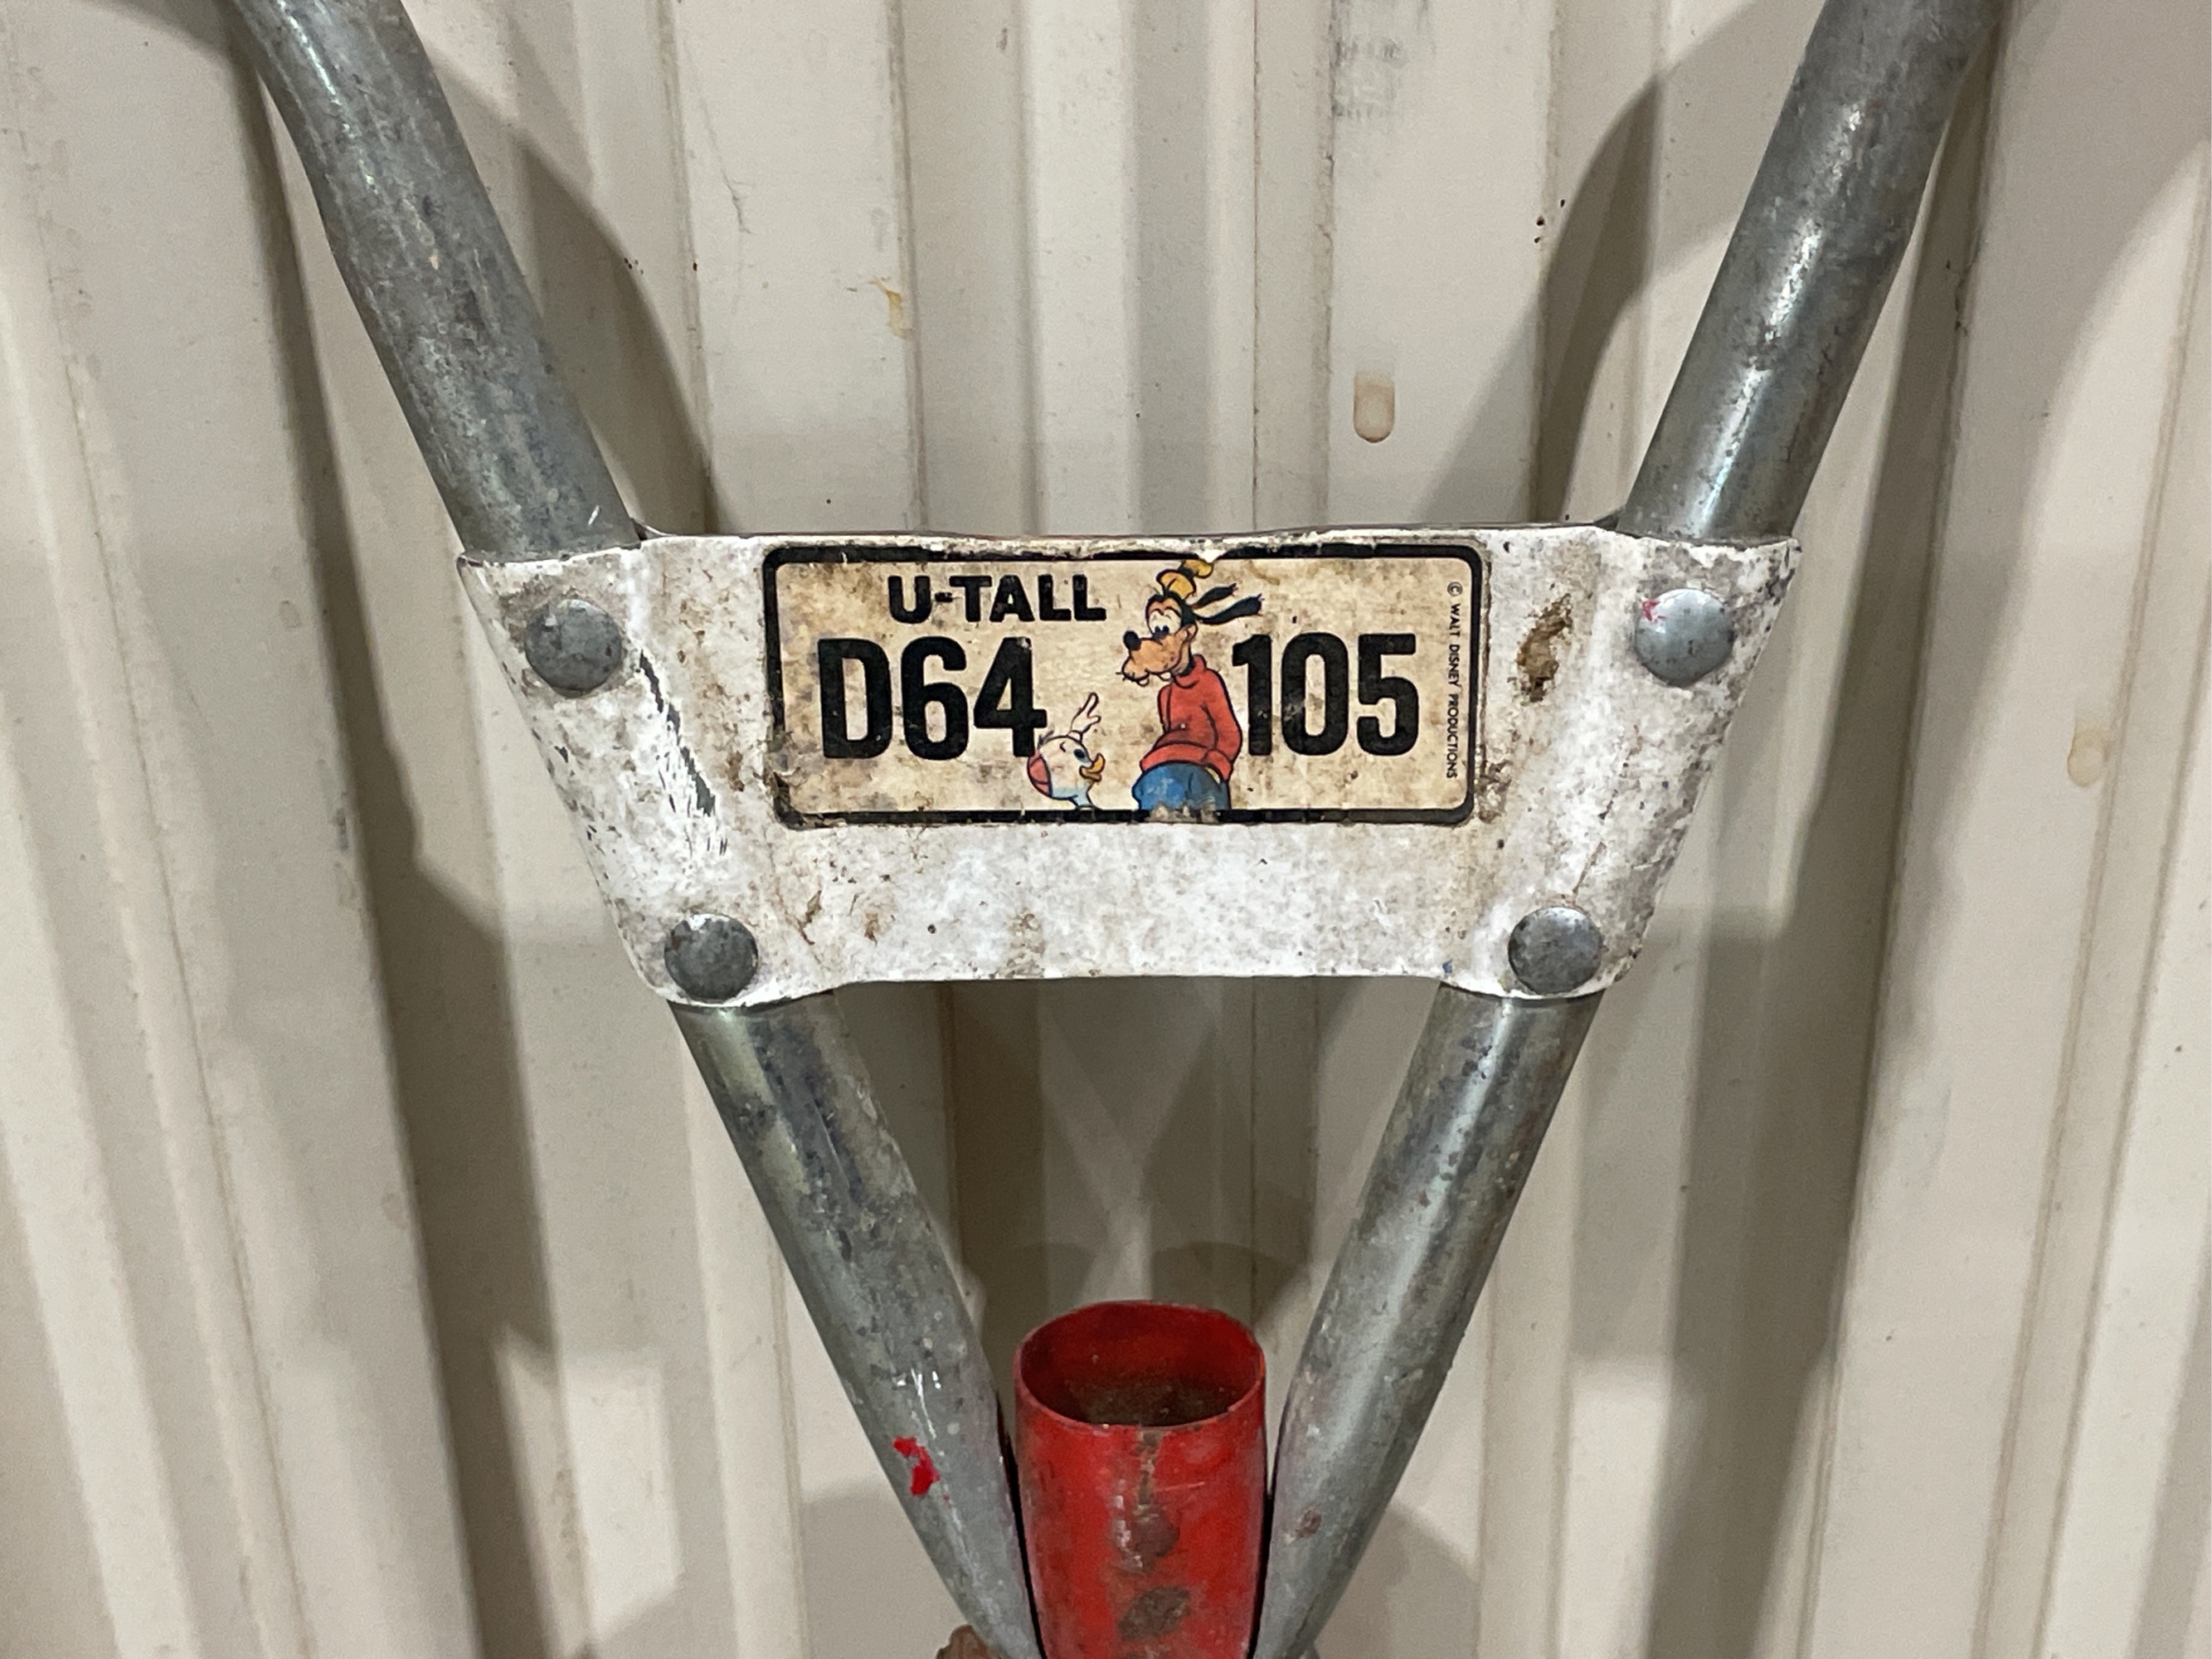 U-TALL
D64 105
© WALT DISNEY PRODUCTIONS